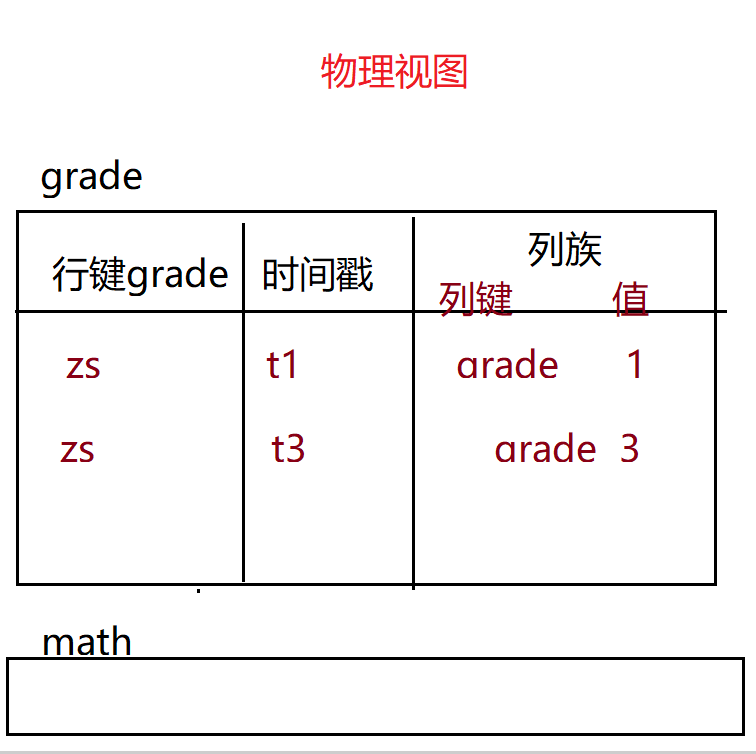 物理视图
grade
行键grade 时间戳 列族
列键 值
zs t1 grade 1
zs t3 grade 3
math